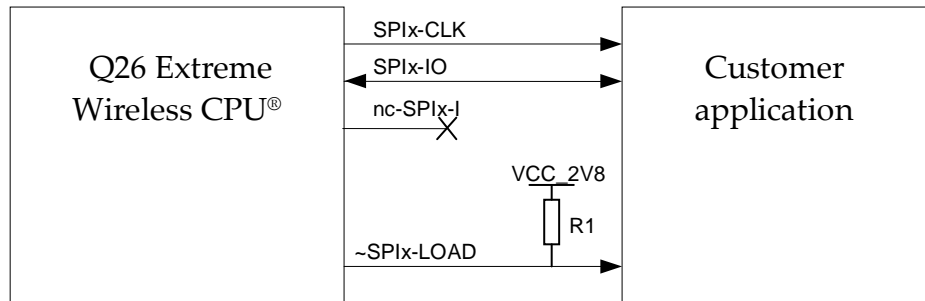 Q26 Extreme
Wireless CPU®
SPIx-CLK
SPIx-IO
nc-SPIx-I
VCC_2V8
R1
~SPIx-LOAD
Customer
application